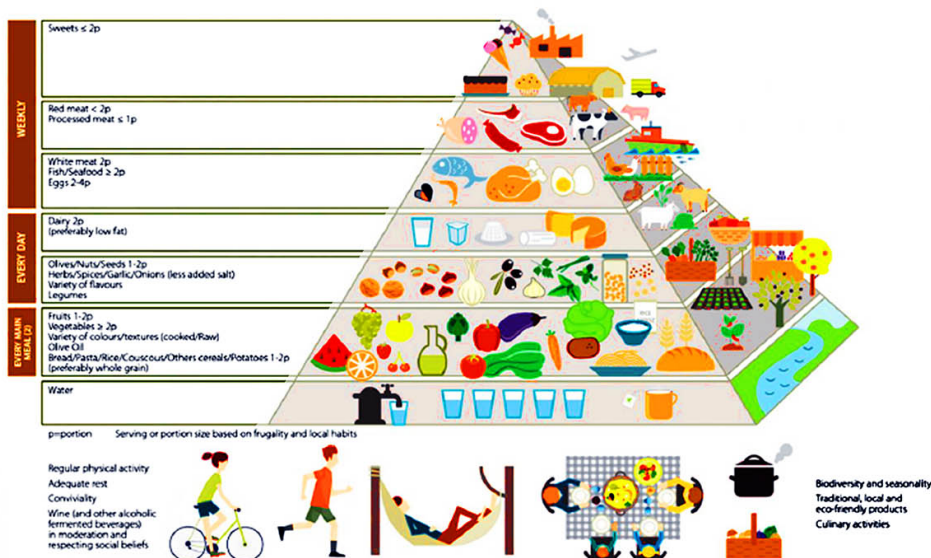 WEEKLY
Sweets ≤ 2p
Red meat < 2p
Processed meat ≤ 1p
White meat 2p
Fish/Seafood ≥ 2p
Eggs 2-4p
EVERY DAY
Dairy 2p
(preferably low fat)
Olives/Nuts/Seeds 1-2p
Herbs/Spices/Garlic/Onions (less added salt)
Variety of flavours
Legumes
EVERY MAIN
MEAL (2)
Fruits 1-2p
Vegetables ≥ 2p
Variety of colours/textures (cooked/Raw)
Olive Oil
Bread/Pasta/Rice/Couscous/Others cereals/Potatoes 1-2p
(preferably whole grain)
Water
p=portion Serving or portion size based on frugality and local habits
Regular physical activity
Adequate rest
Conviviality
Wine (and other alcoholic
fermented beverages)
in moderation and
respecting social beliefs
Biodiversity and seasonality
Traditional, local and
eco-friendly products
Culinary activities